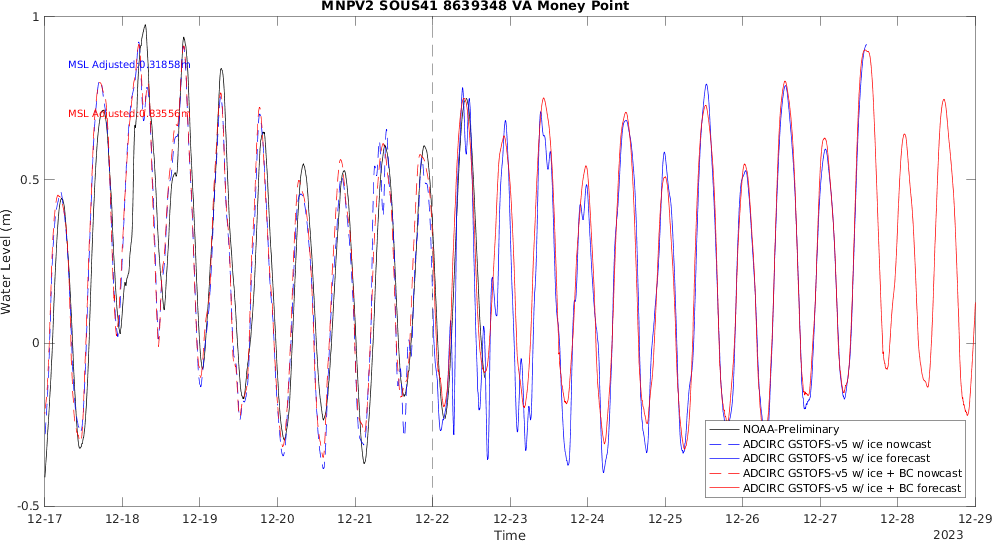 MNPV2 SOUS41 8639348 VA Money Point
1
MSL Adjusted:0.31858m
MSL Adjusted:0.83556m
0.5
Water Level (m)
0
NOAA-Preliminary
ADCIRC GSTOFS-v5 w/ ice nowcast
ADCIRC GSTOFS-v5 w/ ice forecast
ADCIRC GSTOFS-v5 w/ ice + BC nowcast
ADCIRC GSTOFS-v5 w/ ice + BC forecast
-0.5
12-17 12-18 12-19 12-20 12-21 12-22 12-23 12-24 12-25 12-26 12-27 12-28 12-29
Time
2023